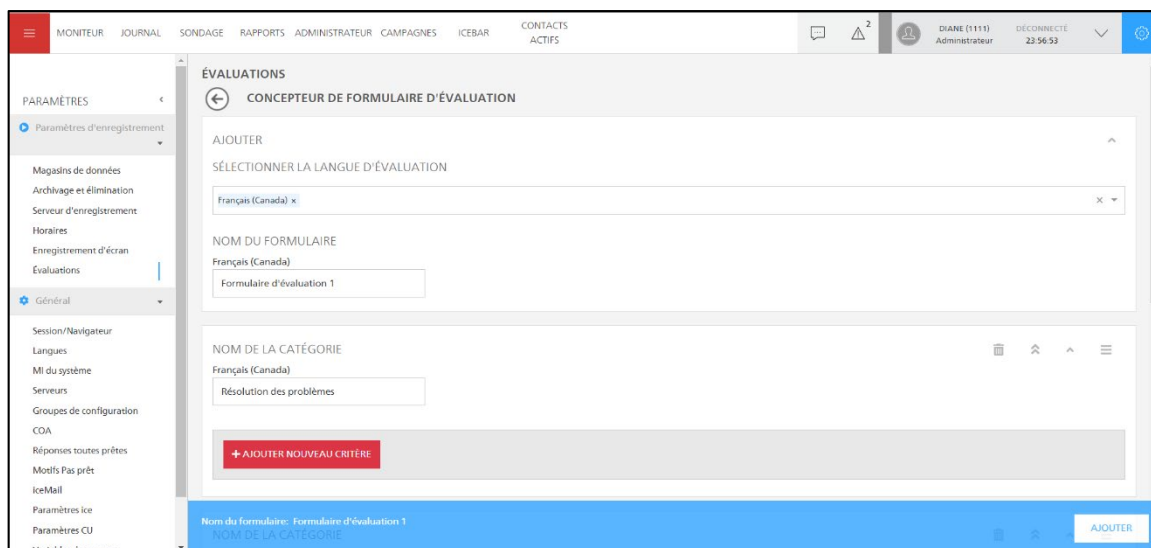 MONITEUR JOURNAL SONDAGE RAPPORTS ADMINISTRATEUR CAMPAGNES ICEBAR CONTACTS ACTIFS
2
DIANE (1111)
Administrateur
DÉCONNECTÉ
23:56:53
PARAMÈTRES
Paramètres d'enregistrement
Magasins de données
Archivage et élimination
Serveur d'enregistrement
Horaires
Enregistrement d'écran
Évaluations
Général
Session/Navigateur
Langues
MI du système
Serveurs
Groupes de configuration
COA
Réponses toutes prêtes
Motifs Pas prêt
iceMail
Paramètres ice
Paramètres CU
ÉVALUATIONS
CONCEPTEUR DE FORMULAIRE D'ÉVALUATION
AJOUTER
SÉLECTIONNER LA LANGUE D'ÉVALUATION
Français (Canada) ×
NOM DU FORMULAIRE
Français (Canada)
Formulaire d'évaluation 1
NOM DE LA CATÉGORIE
Français (Canada)
Résolution des problèmes
+ AJOUTER NOUVEAU CRITÈRE
Nom du formulaire: Formulaire d'évaluation 1
NOM DE LA CATÉGORIE
AJOUTER